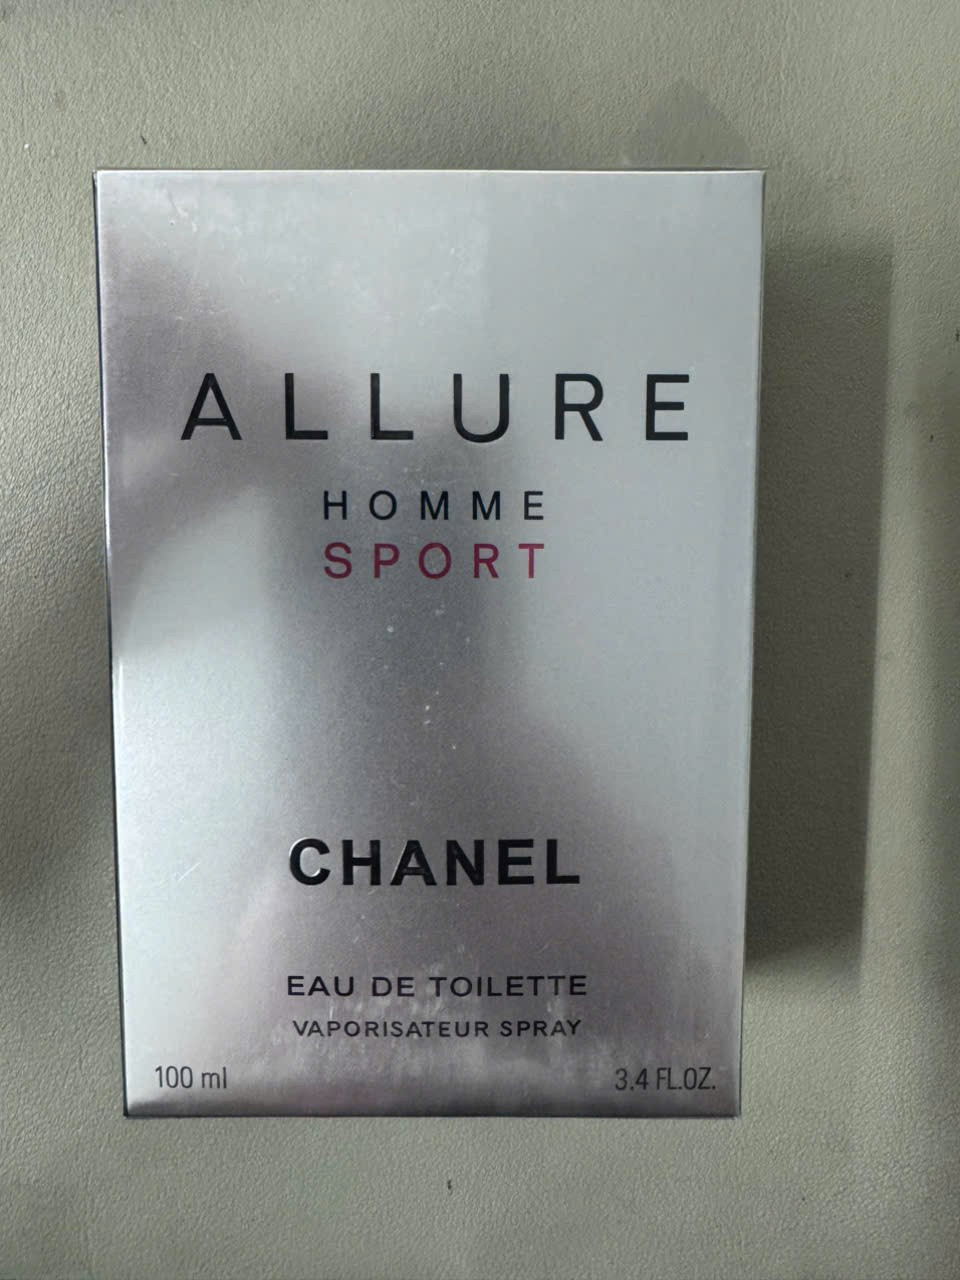 ALLURE
HOMME
SPORT
CHANEL
EAU DE TOILETTE
VAPORISATEUR SPRAY
100 ml 3.4 FL.OZ.